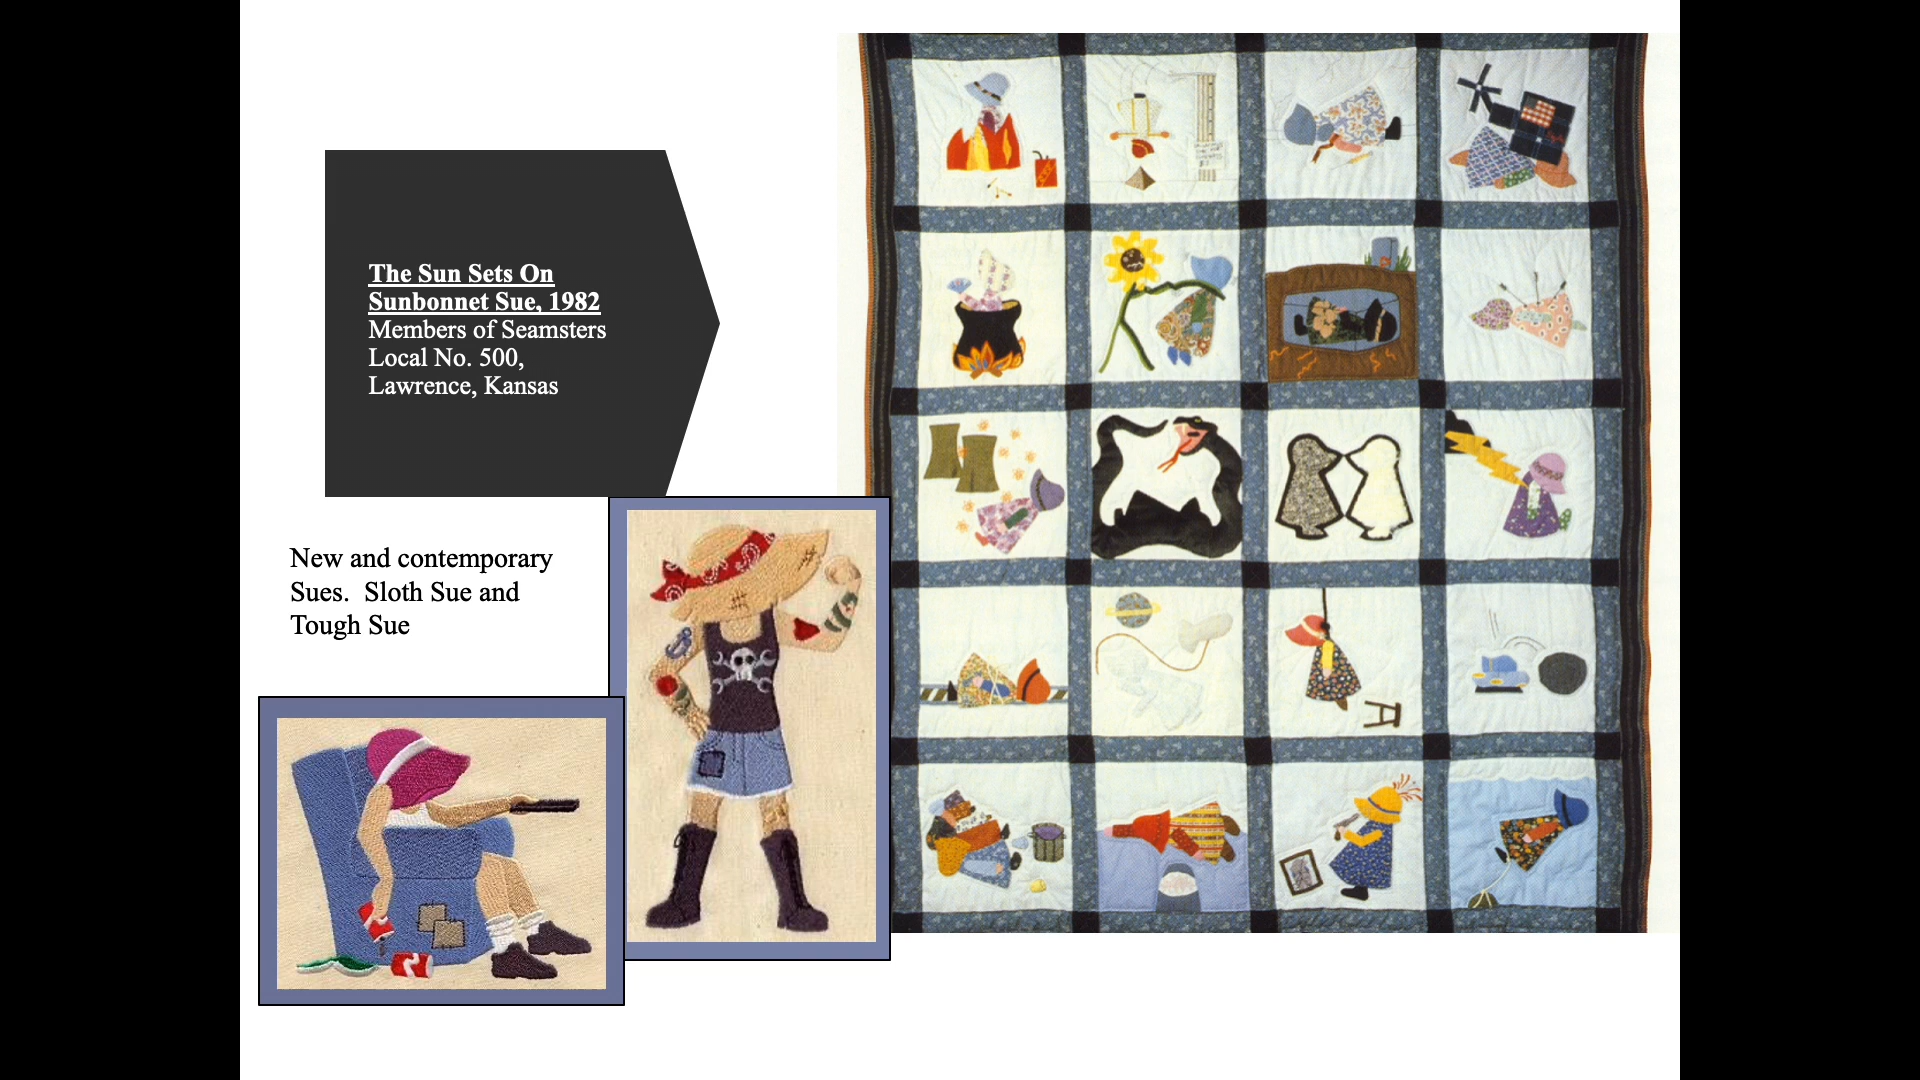 The Sun Sets On
Sunbonnet Sue, 1982
Members of Seamsters
Local No. 500,
Lawrence, Kansas
New and contemporary
Sues.  Sloth Sue and
Tough Sue